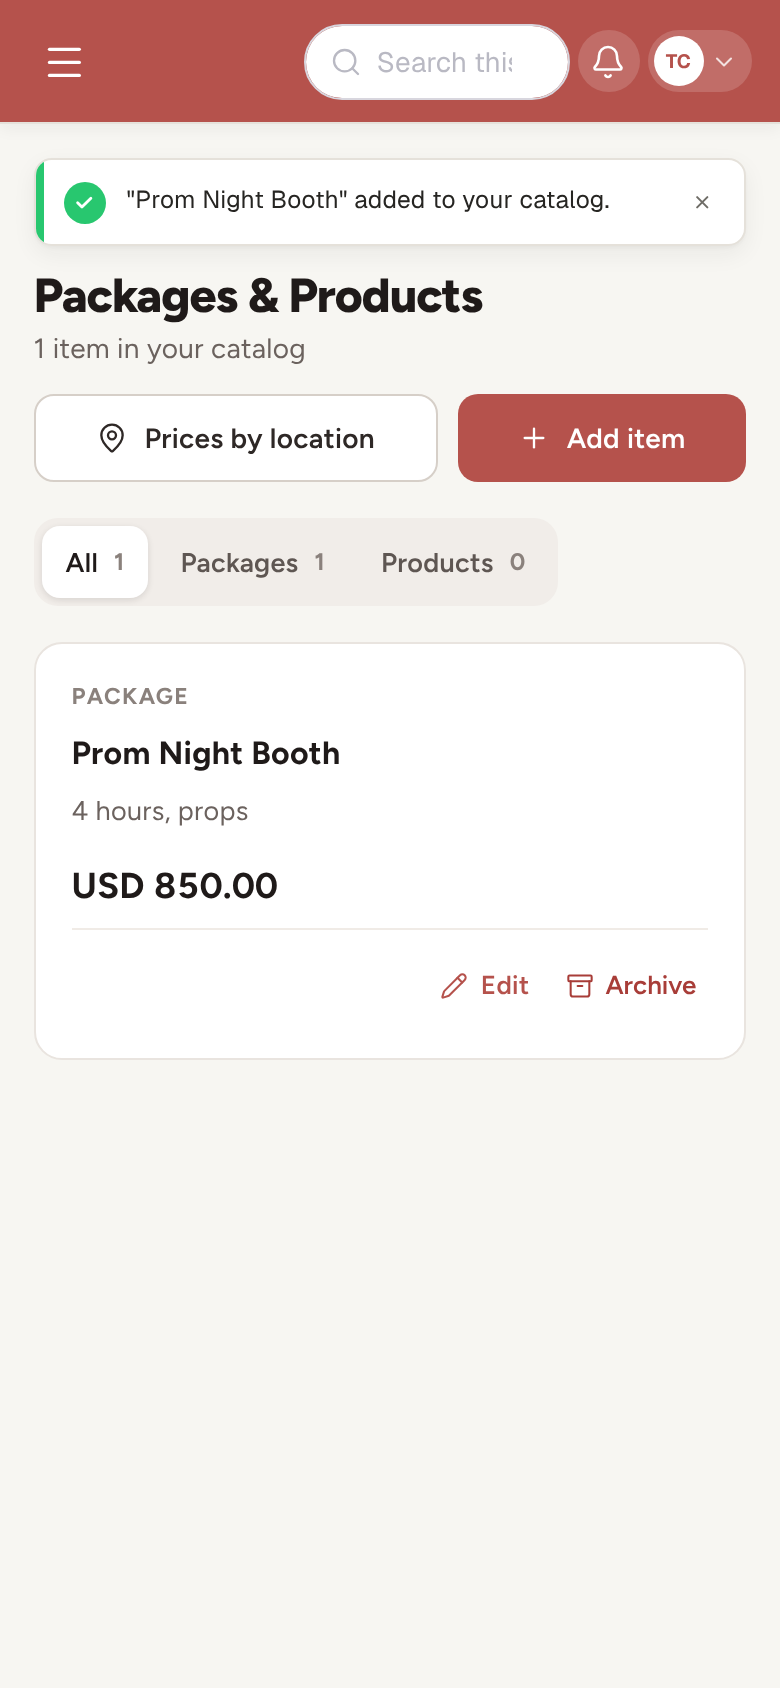 Search this
TC
"Prom Night Booth" added to your catalog.
Packages & Products
1 item in your catalog
Prices by location
Add item
All 1 Packages 1 Products 0
PACKAGE
Prom Night Booth
4 hours, props
USD 850.00
Edit Archive